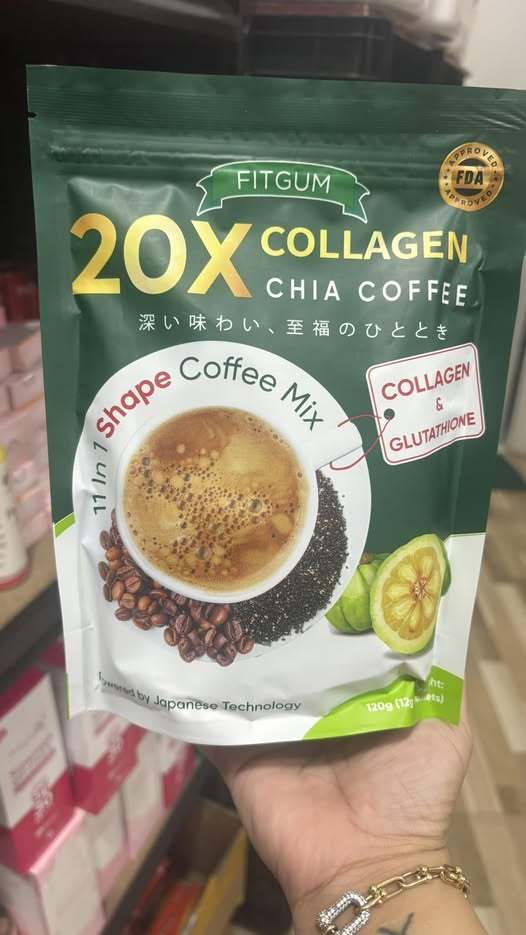 FITGUM
APPROVED
FDA
APPROVED
20X COLLAGEN
CHIA COFFEE
深い味わい、至福のひととき
11 In 1 shape Coffee Mix
COLLAGEN
&
GLUTATHIONE
by Japanese Technology
120g